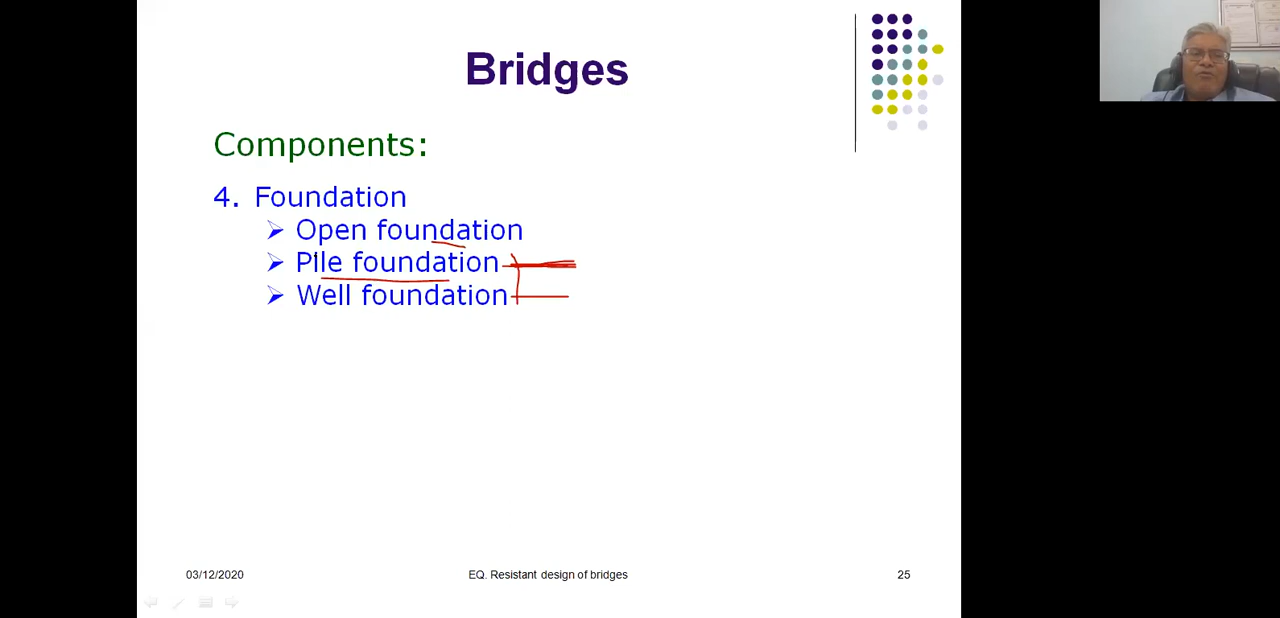 Bridges
Components:
4. Foundation
Open foundation
Pile foundation
Well foundation
03/12/2020
EQ. Resistant design of bridges
25